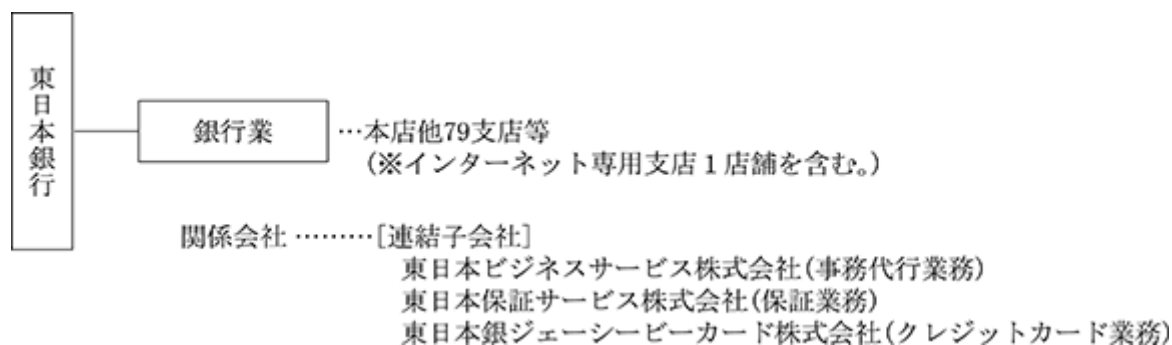 東日本銀行
銀行業 …本店他79支店等
(※インターネット専用支店1店舗を含む。)
関係会社 ………[連結子会社]
東日本ビジネスサービス株式会社(事務代行業務)
東日本保証サービス株式会社(保証業務)
東日本銀ジェーシービーカード株式会社(クレジットカード業務)